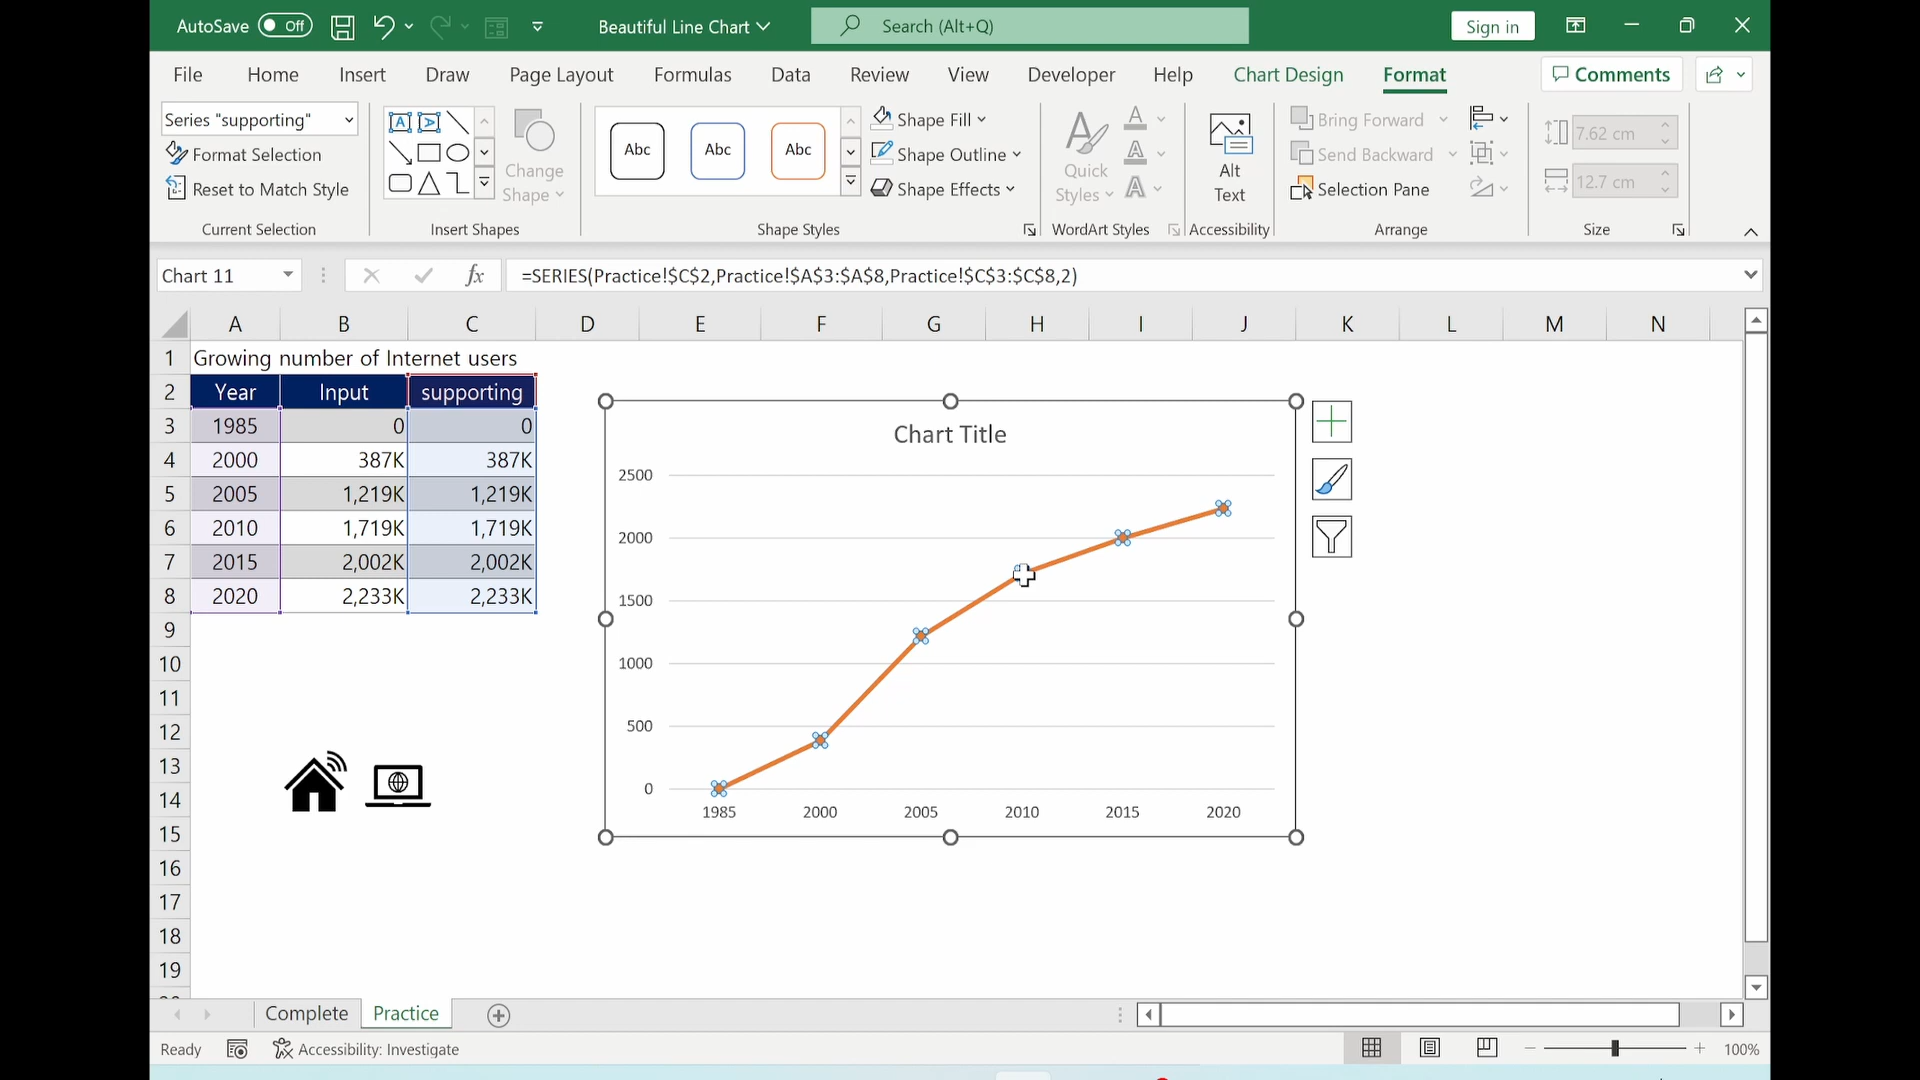 AutoSave Off Beautiful Line Chart Search (Alt+Q) Sign in
File Home Insert Draw Page Layout Formulas Data Review View Developer Help Chart Design Format Comments
Series "supporting"
Format Selection
Reset to Match Style
Current Selection
Change
Shape
Insert Shapes
Abc Abc Abc
Shape Fill
Shape Outline
Shape Effects
Shape Styles
Quick
Styles
WordArt Styles
Alt
Text
Accessibility
Bring Forward
Send Backward
Selection Pane
Arrange
7.62 cm
12.7 cm
Size
Chart 11 fx =SERIES(Practice!$C$2,Practice!$A$3:$A$8,Practice!$C$3:$C$8,2)
A B C D E F G H I J K L M N
1 Growing number of Internet users
2 Year Input supporting
3 1985 0 0
4 2000 387K 387K
5 2005 1,219K 1,219K
6 2010 1,719K 1,719K
7 2015 2,002K 2,002K
8 2020 2,233K 2,233K
9
10
11
12
13
14
15
16
17
18
19
Chart Title
2500
2000
1500
1000
500
0
1985 2000 2005 2010 2015 2020
Complete Practice
Ready Accessibility: Investigate 100%